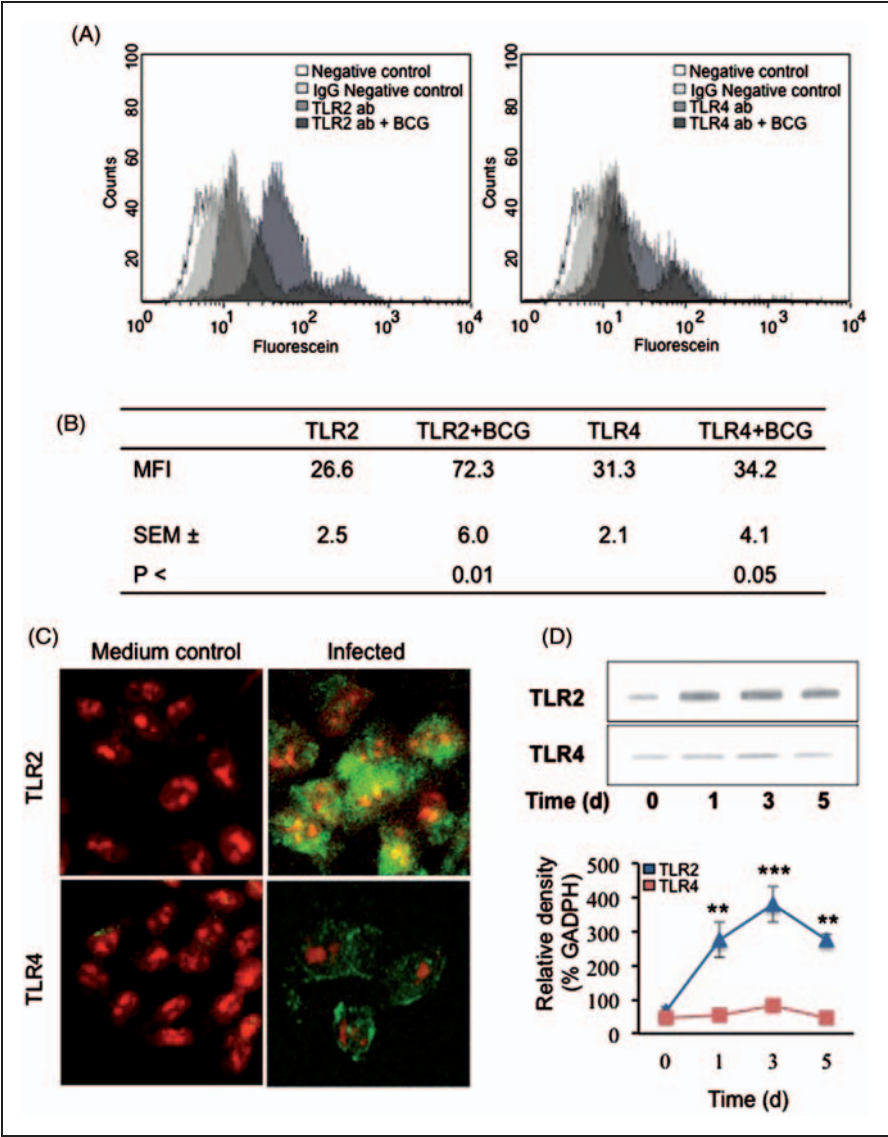 (A)
100
80
60
40
20
Counts
Negative control
IgG Negative control
TLR2 ab
TLR2 ab + BCG
10^0 10^1 10^2 10^3 10^4
Fluorescein
100
80
60
40
20
Counts
Negative control
IgG Negative control
TLR4 ab
TLR4 ab + BCG
10^0 10^1 10^2 10^3 10^4
Fluorescein
(B)
TLR2 TLR2+BCG TLR4 TLR4+BCG
MFI 26.6 72.3 31.3 34.2
SEM ± 2.5 6.0 2.1 4.1
P < 0.01 0.05
(C)
Medium control Infected
TLR2
TLR4
(D)
TLR2
TLR4
Time (d) 0 1 3 5
Relative density
(% GADPH)
500
400
300
200
100
0
TLR2
TLR4
** *** **
0 1 3 5
Time (d)